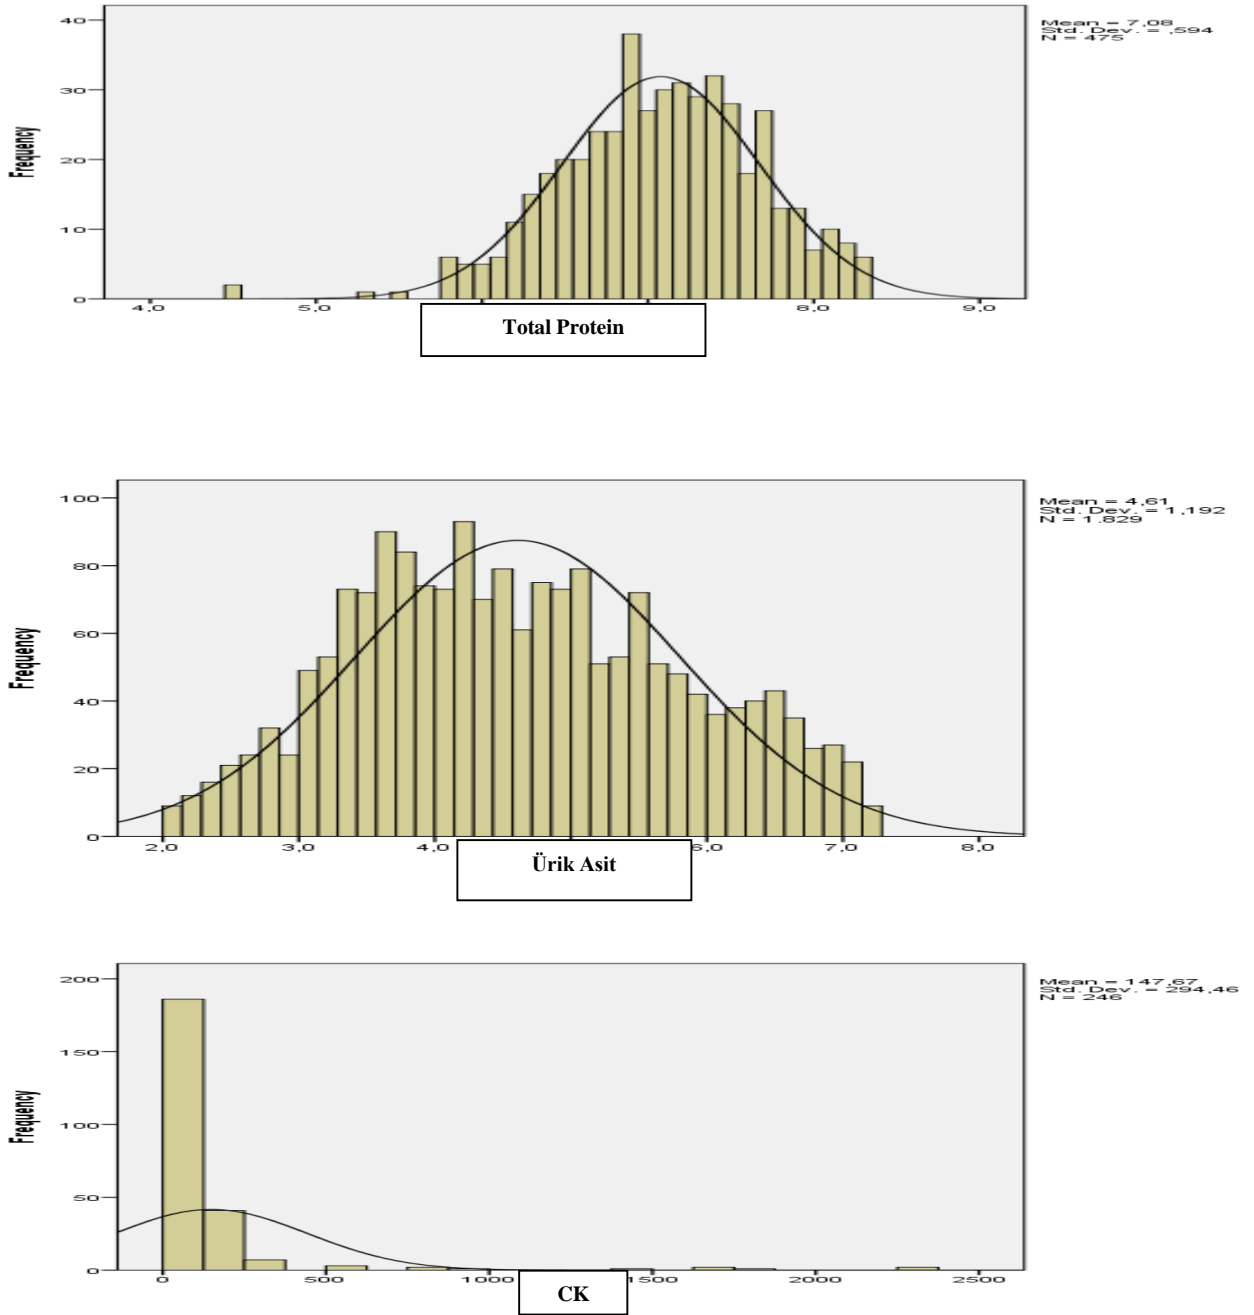 Mean = 7,08
Std. Dev. = ,594
N = 475
Frequency
40
30
20
10
0
4,0 5,0 8,0 9,0
Total Protein
Mean = 4,61
Std. Dev. = 1,192
N = 1.829
Frequency
100
80
60
40
20
0
2,0 3,0 4,0 6,0 7,0 8,0
Ürik Asit
Mean = 147,67
Std. Dev. = 294,46
N = 246
Frequency
200
150
100
50
0
0 500 1000 1500 2000 2500
CK